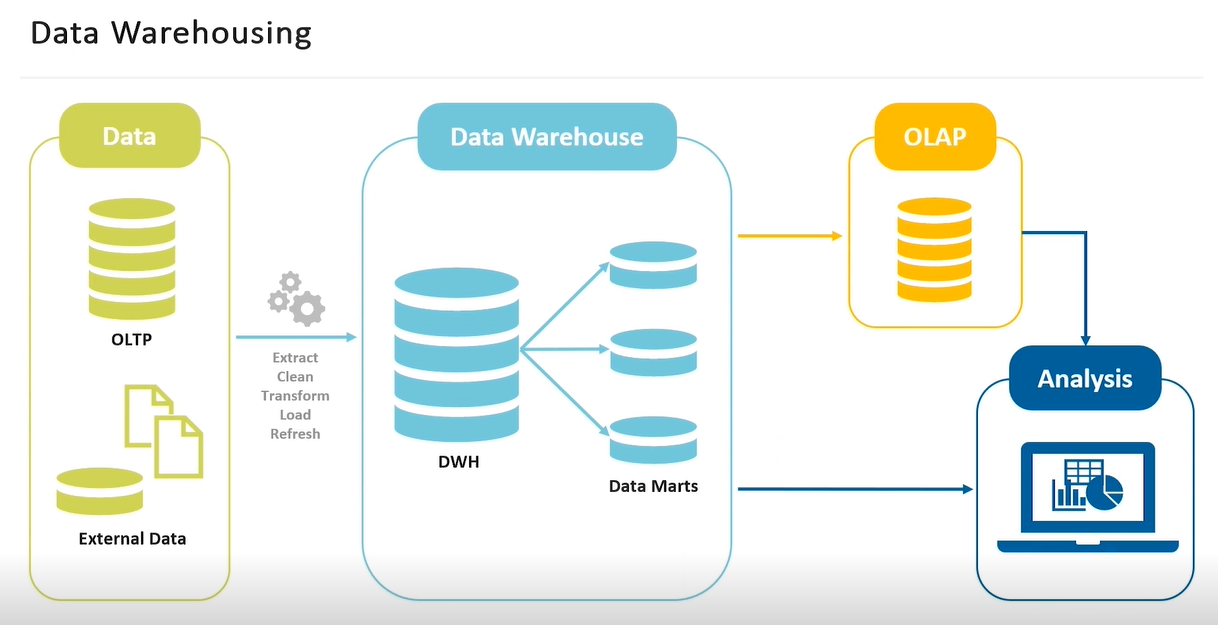 Data Warehousing
Data
OLTP
External Data
Extract
Clean
Transform
Load
Refresh
Data Warehouse
DWH
Data Marts
OLAP
Analysis